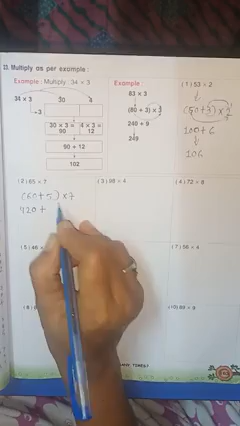 23. Multiply as per example :
Example : Multiply 34 × 3
34 × 3 30 4
→3
30 × 3 = 90 4 × 3 = 12
90 + 12
102
Example
83 × 3
(80 + 3) × 3
240 + 9
249
(1) 53 × 2
(50+3)×
100+6
106
(2) 65 × 7
(60+5)×7
420+
(3) 98 × 4
(4) 72 × 8
(5) 46
(7) 56 × 4
(10) 69 × 9